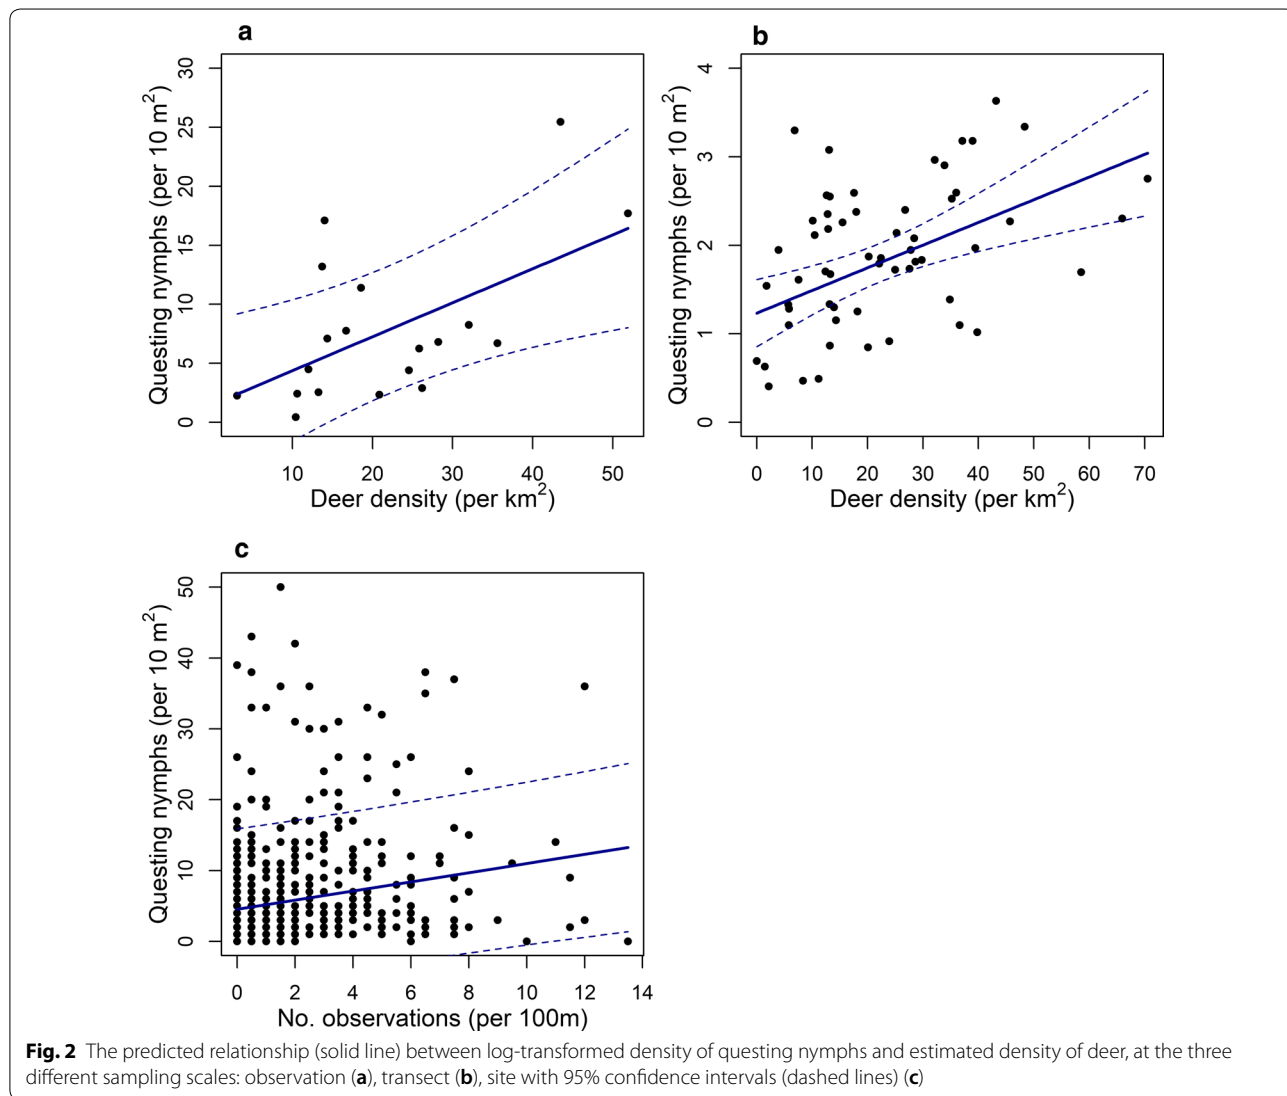 a
Questing nymphs (per 10 m²)
30
25
20
15
10
5
0
10 20 30 40 50
Deer density (per km²)
b
Questing nymphs (per 10 m²)
4
3
2
1
0
0 10 20 30 40 50 60 70
Deer density (per km²)
c
Questing nymphs (per 10 m²)
50
40
30
20
10
0
0 2 4 6 8 10 12 14
No. observations (per 100m)
Fig. 2 The predicted relationship (solid line) between log-transformed density of questing nymphs and estimated density of deer, at the three
different sampling scales: observation (a), transect (b), site with 95% confidence intervals (dashed lines) (c)